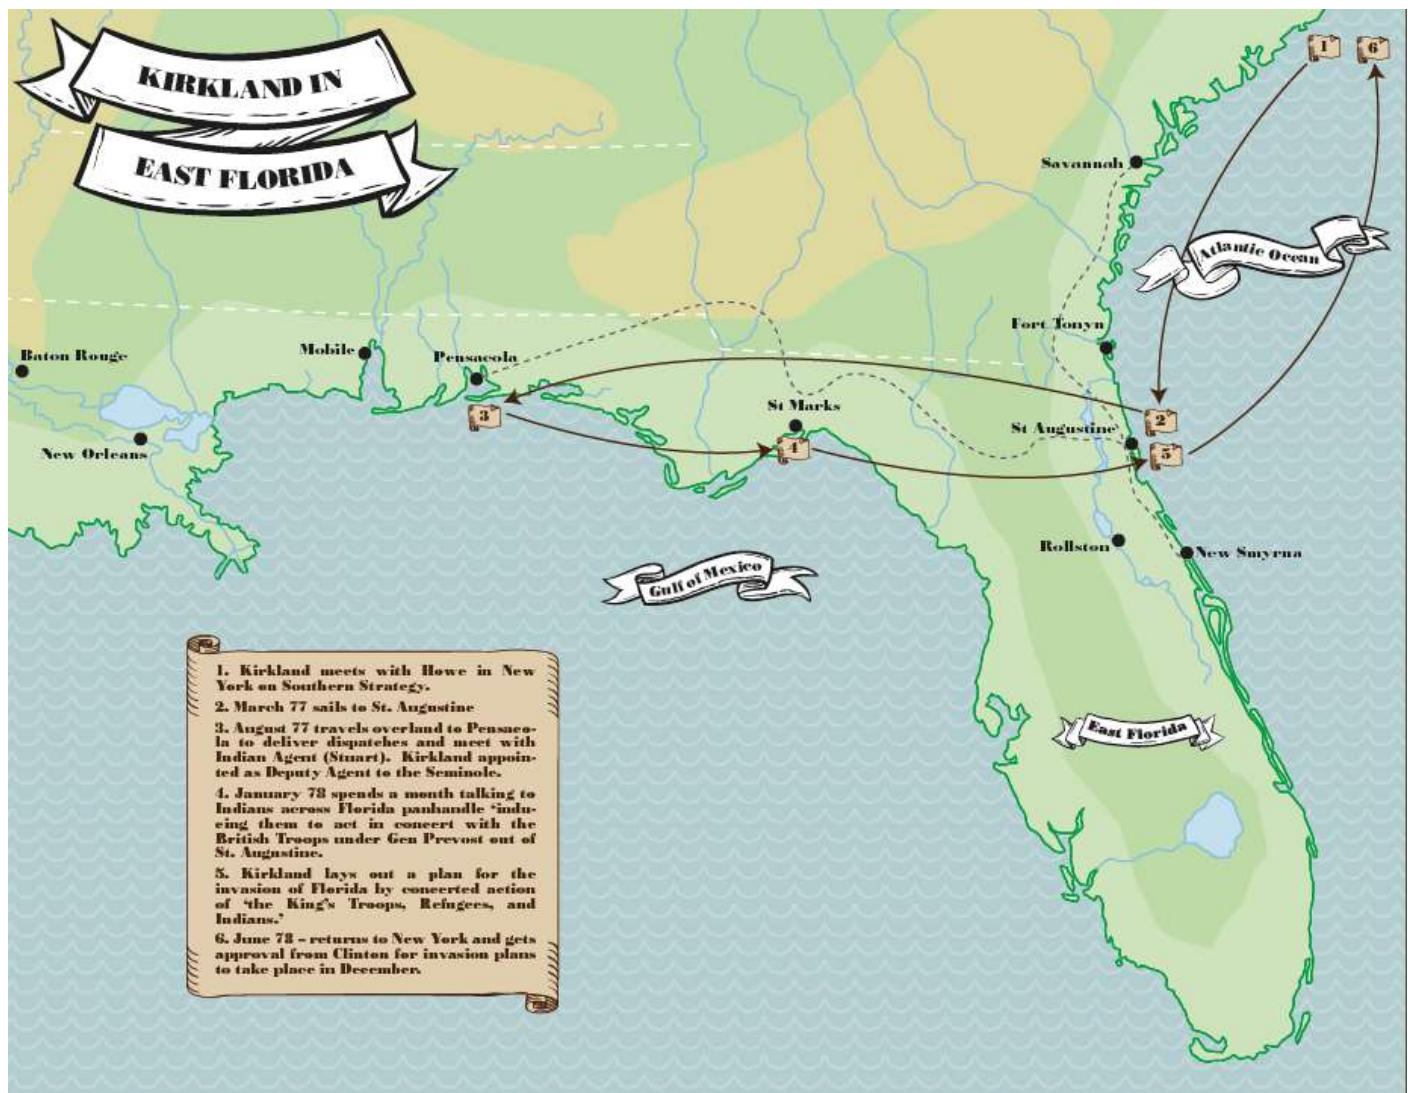 KIRKLAND IN
EAST FLORIDA
1
6
Savannah
Atlantic Ocean
Fort Tonyn
Baton Rouge
Mobile
Pensacola
3
St Marks
4
2
St Augustine
5
New Orleans
Rollston
New Smyrna
Gulf of Mexico
East Florida
1. Kirkland meets with Howe in New
York on Southern Strategy.
2. March 77 sails to St. Augustine
3. August 77 travels overland to Pensaco-
la to deliver dispatches and meet with
Indian Agent (Stuart). Kirkland appoin-
ted as Deputy Agent to the Seminole.
4. January 78 spends a month talking to
Indians across Florida panhandle ‘indu-
cing them to act in concert with the
British Troops under Gen Prevost out of
St. Augustine.
5. Kirkland lays out a plan for the
invasion of Florida by concerted action
of ‘the King’s Troops, Refugees, and
Indians.’
6. June 78 – returns to New York and gets
approval from Clinton for invasion plans
to take place in December.